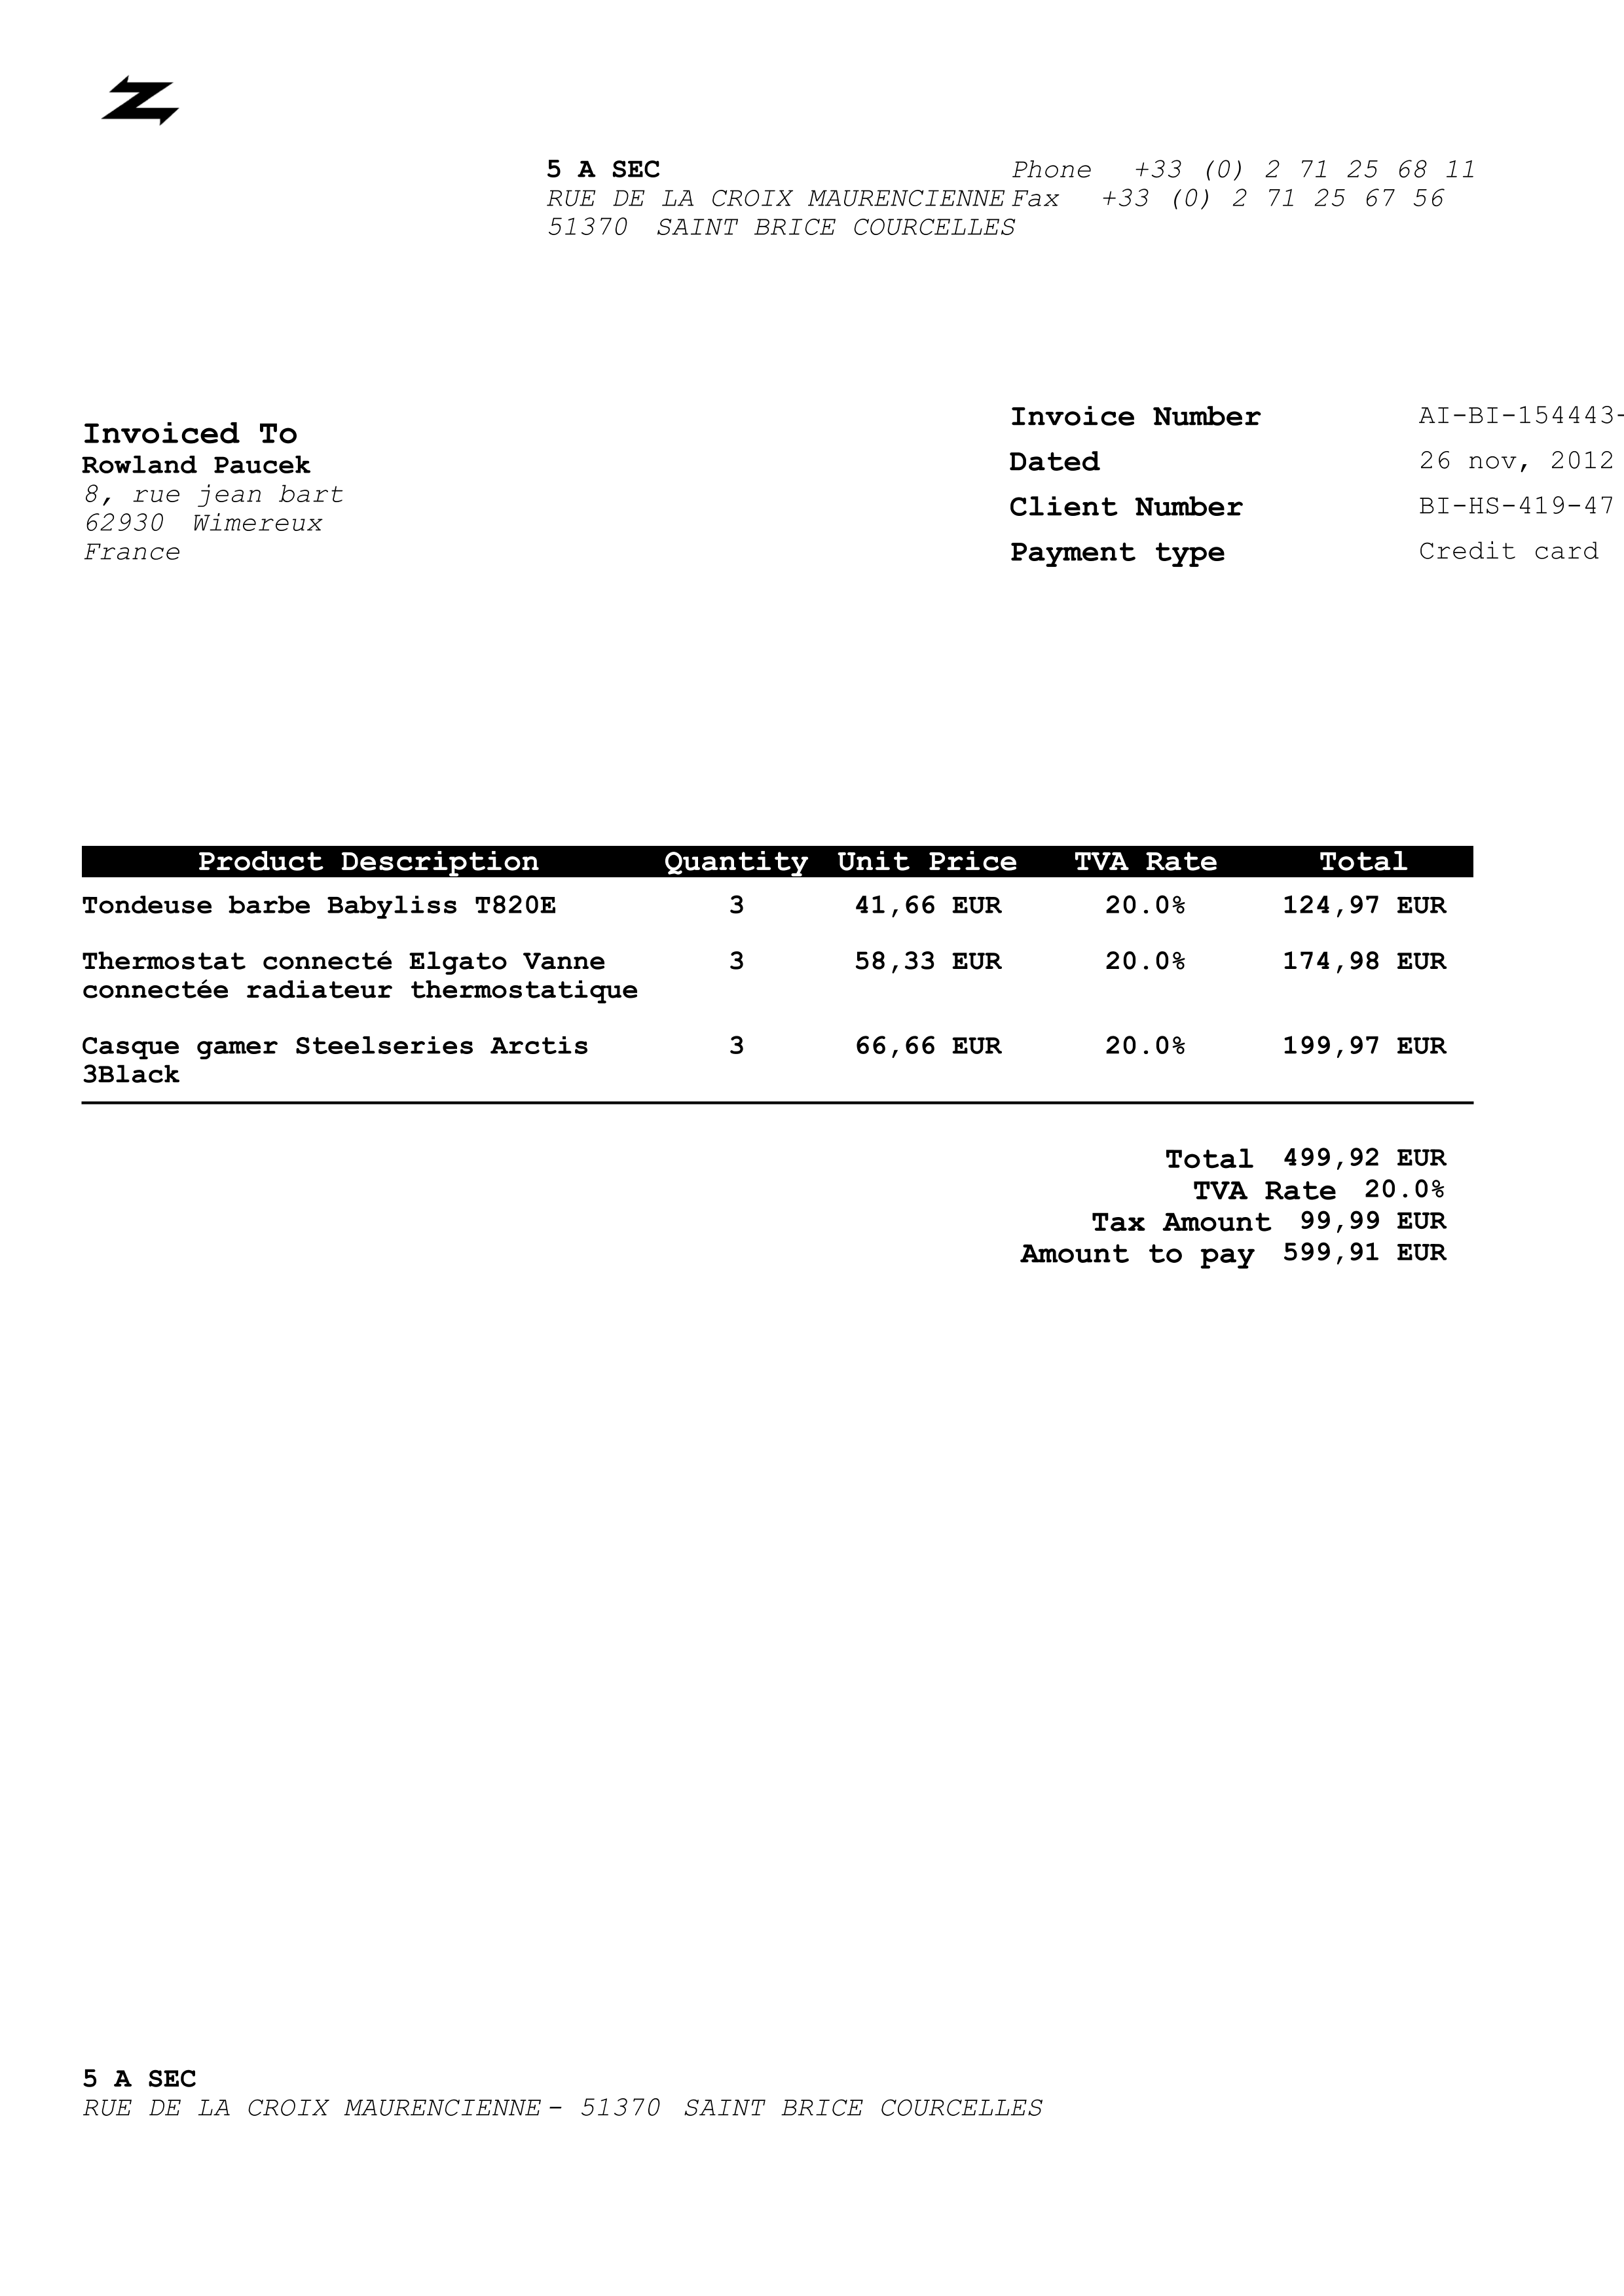 5 A SEC
RUE DE LA CROIX MAURENCIENNE
51370 SAINT BRICE COURCELLES
Phone +33 (0) 2 71 25 68 11
Fax +33 (0) 2 71 25 67 56
Invoiced To
Rowland Paucek
8, rue jean bart
62930 Wimereux
France
Invoice Number AI-BI-154443-
Dated 26 nov, 2012
Client Number BI-HS-419-47
Payment type Credit card
Product Description Quantity Unit Price TVA Rate Total
Tondeuse barbe Babyliss T820E 3 41,66 EUR 20.0% 124,97 EUR
Thermostat connecté Elgato Vanne 3 58,33 EUR 20.0% 174,98 EUR
connectée radiateur thermostatique
Casque gamer Steelseries Arctis 3 66,66 EUR 20.0% 199,97 EUR
3Black
Total 499,92 EUR
TVA Rate 20.0%
Tax Amount 99,99 EUR
Amount to pay 599,91 EUR
5 A SEC
RUE DE LA CROIX MAURENCIENNE - 51370 SAINT BRICE COURCELLES